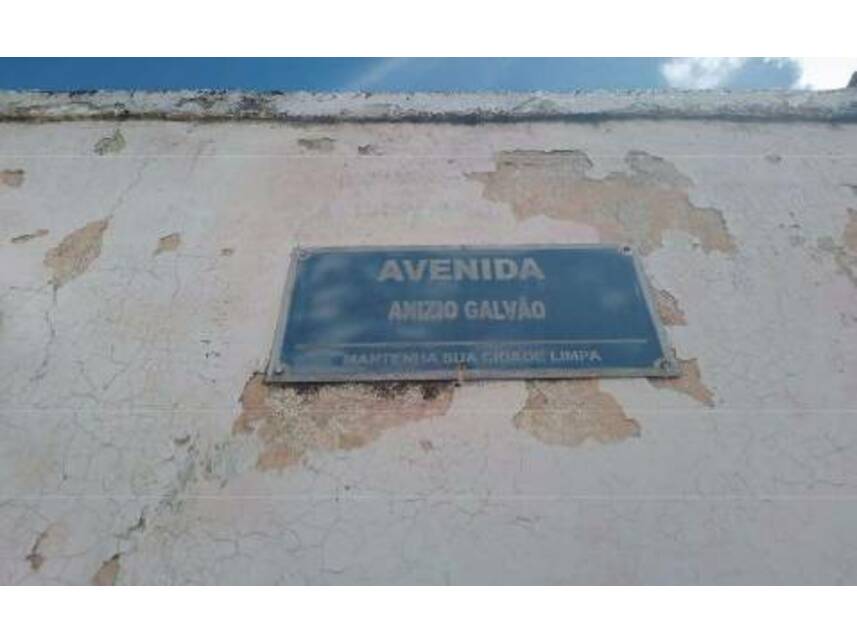 AVENIDA
ANIZIO GALVÃO
MANTENHA SUA CIDADE LIMPA